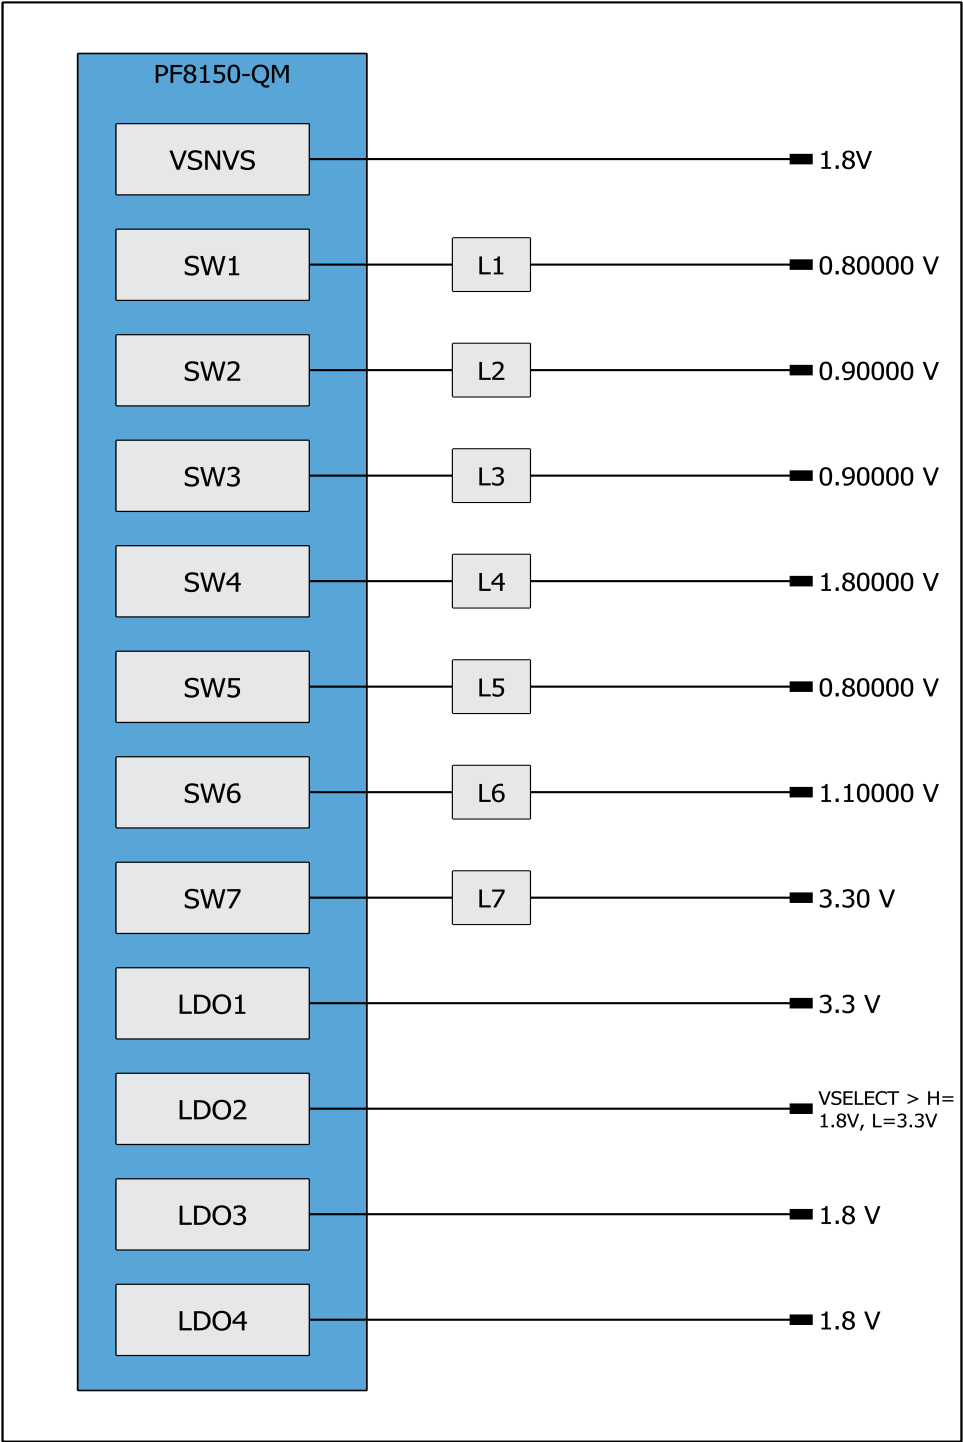 PF8150-QM
VSNVS
1.8V
SW1
L1
0.80000 V
SW2
L2
0.90000 V
SW3
L3
0.90000 V
SW4
L4
1.80000 V
SW5
L5
0.80000 V
SW6
L6
1.10000 V
SW7
L7
3.30 V
LDO1
3.3 V
LDO2
VSELECT > H=
1.8V, L=3.3V
LDO3
1.8 V
LDO4
1.8 V